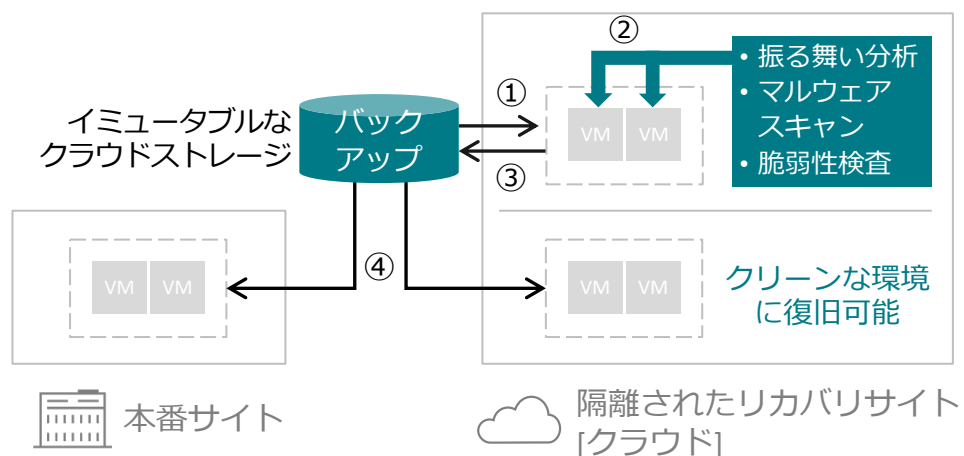 ②
・振る舞い分析
・マルウェア
スキャン
・脆弱性検査
①
イミュータブルな
クラウドストレージ
バック
アップ
VM VM
③
④
VM VM
VM VM
クリーンな環境
に復旧可能
本番サイト
隔離されたリカバリサイト
[クラウド]